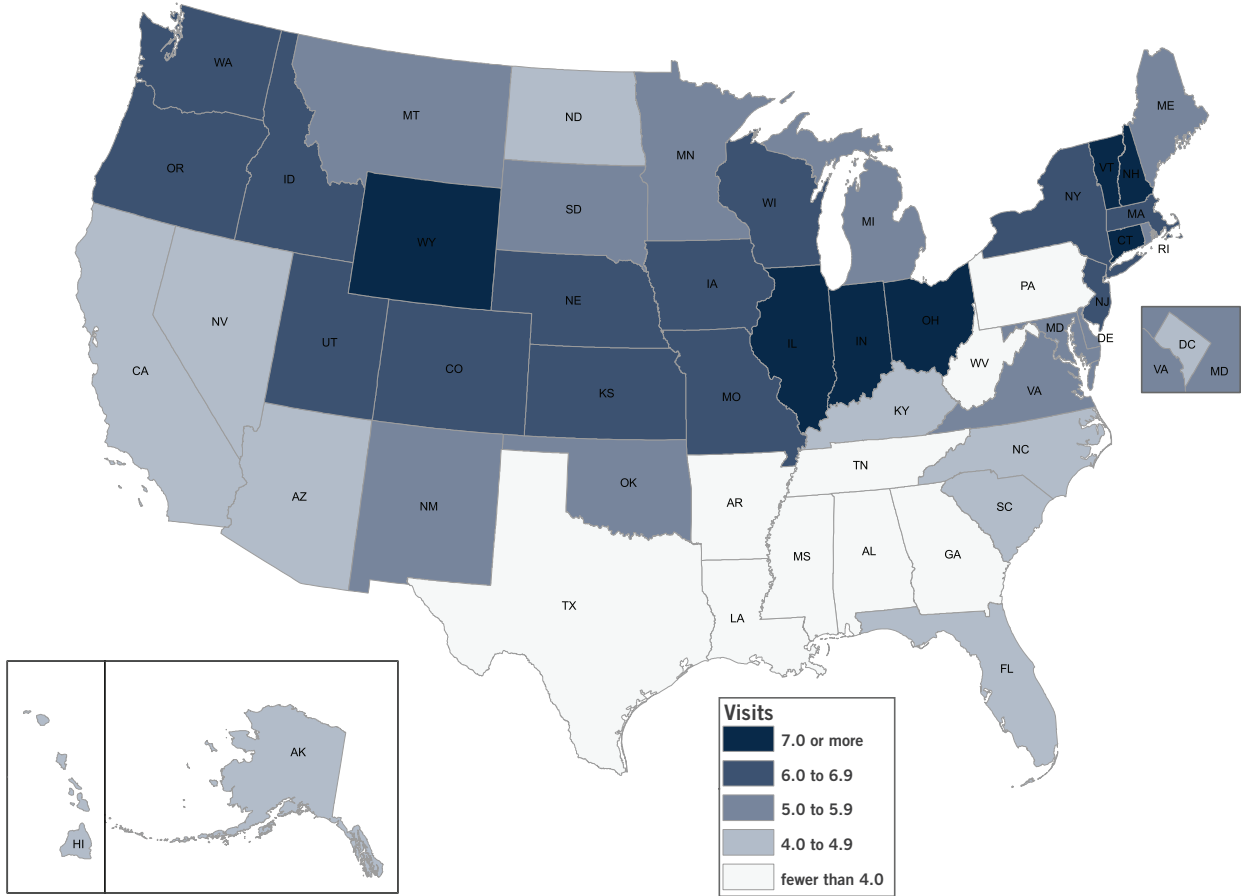 WA
MT
ND
ME
OR
ID
MN
VT
NH
WY
SD
WI
MI
NY
MA
CT
RI
NV
UT
CO
NE
IA
IL
IN
OH
PA
NJ
CA
KS
MO
WV
MD
DE
VA
KY
DC
VA
MD
AZ
NM
OK
AR
TN
NC
SC
TX
LA
MS
AL
GA
FL
AK
HI
Visits
7.0 or more
6.0 to 6.9
5.0 to 5.9
4.0 to 4.9
fewer than 4.0